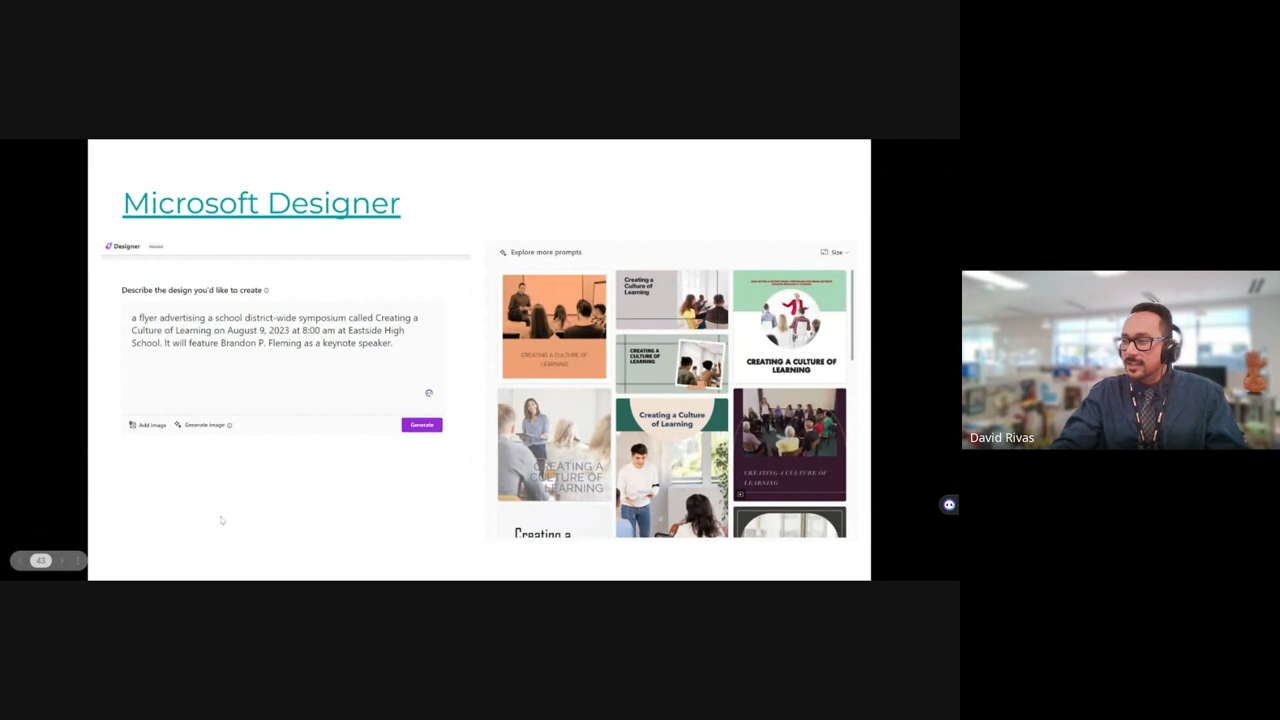 Microsoft Designer
Designer
Describe the design you'd like to create
a flyer advertising a school district-wide symposium called Creating a
Culture of Learning on August 9, 2023 at 8:00 am at Eastside High
School. It will feature Brandon P. Fleming as a keynote speaker.
Add image
Generate image
Generate
Explore more prompts
Size
CREATING A CULTURE OF
LEARNING
Creating a
Culture of
Learning
CREATING A
CULTURE OF
LEARNING
CREATING A CULTURE OF
LEARNING
CREATING A
CULTURE OF
LEARNING
Creating a Culture
of Learning
CREATING A CULTURE OF
LEARNING
Creating a
43
David Rivas